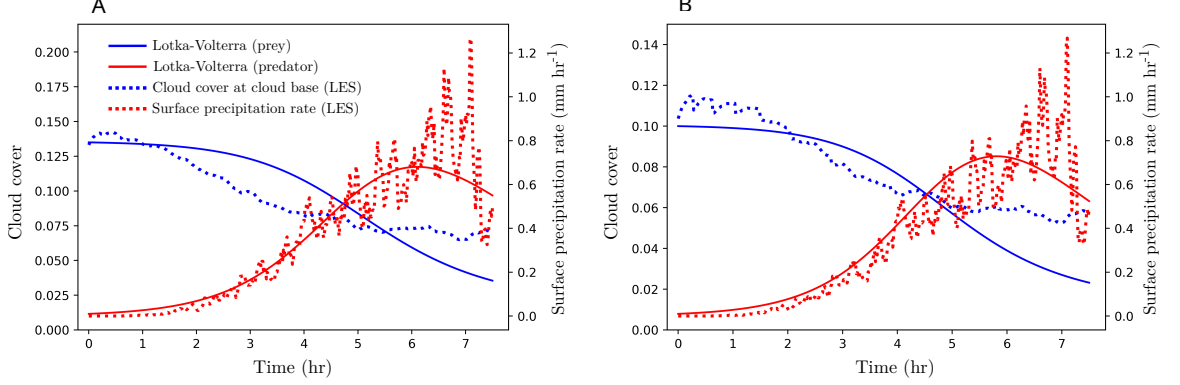 A
0.200
0.175
0.150
0.125
0.100
0.075
0.050
0.025
0.000
Cloud cover
Lotka-Volterra (prey)
Lotka-Volterra (predator)
Cloud cover at cloud base (LES)
Surface precipitation rate (LES)
1.2
1.0
0.8
0.6
0.4
0.2
0.0
Surface precipitation rate (mm hr⁻¹)
0 1 2 3 4 5 6 7
Time (hr)
B
0.14
0.12
0.10
0.08
0.06
0.04
0.02
0.00
Cloud cover
1.2
1.0
0.8
0.6
0.4
0.2
0.0
Surface precipitation rate (mm hr⁻¹)
0 1 2 3 4 5 6 7
Time (hr)